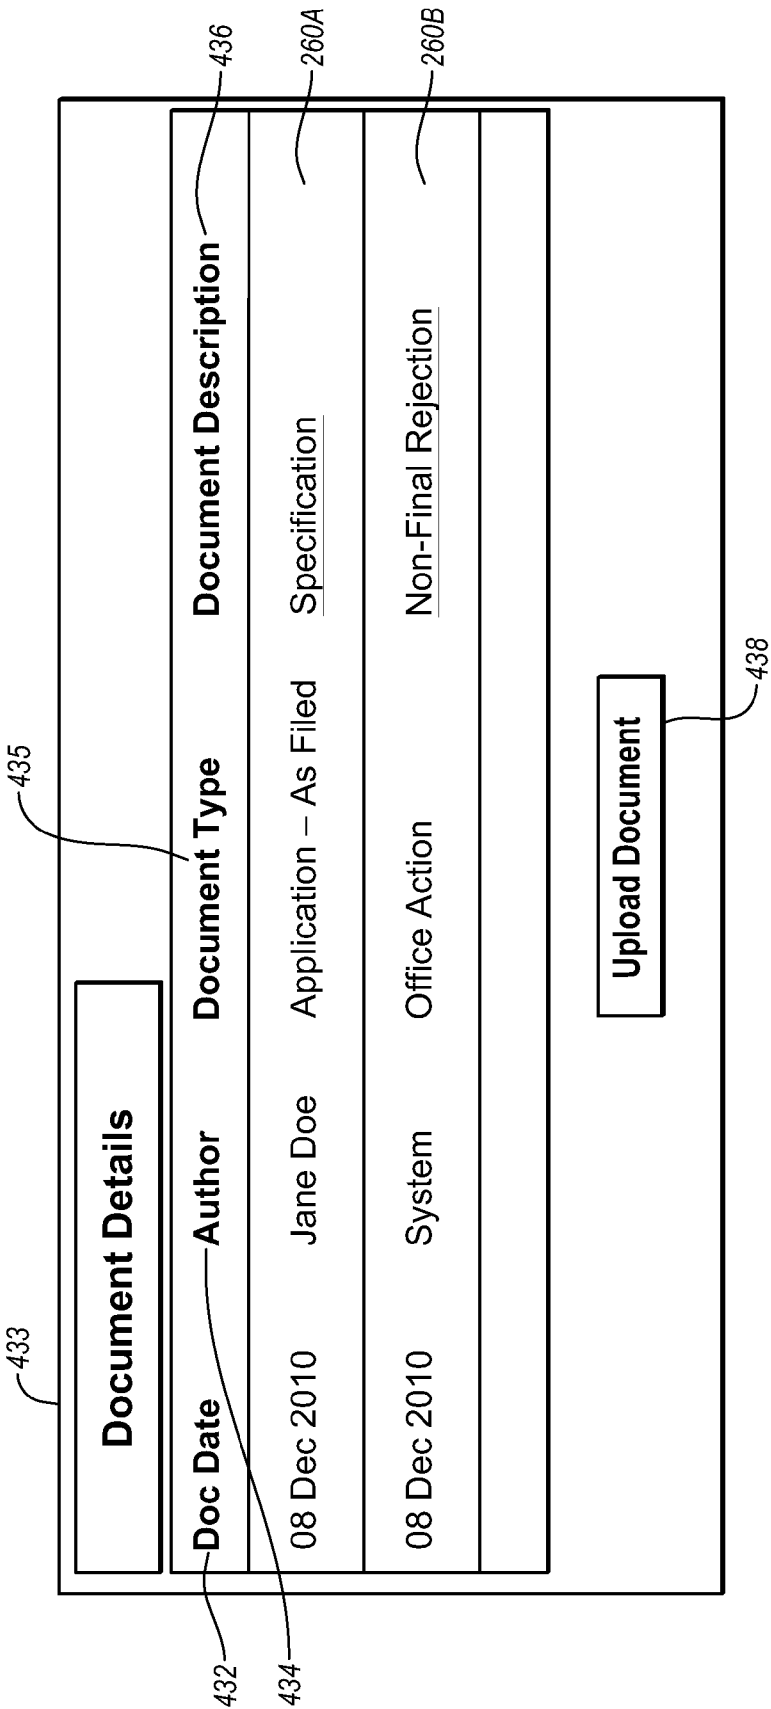 433
Document Details
435
436
Doc Date Author Document Type Document Description
432
434
08 Dec 2010 Jane Doe Application – As Filed Specification
260A
08 Dec 2010 System Office Action Non-Final Rejection
260B
Upload Document
438